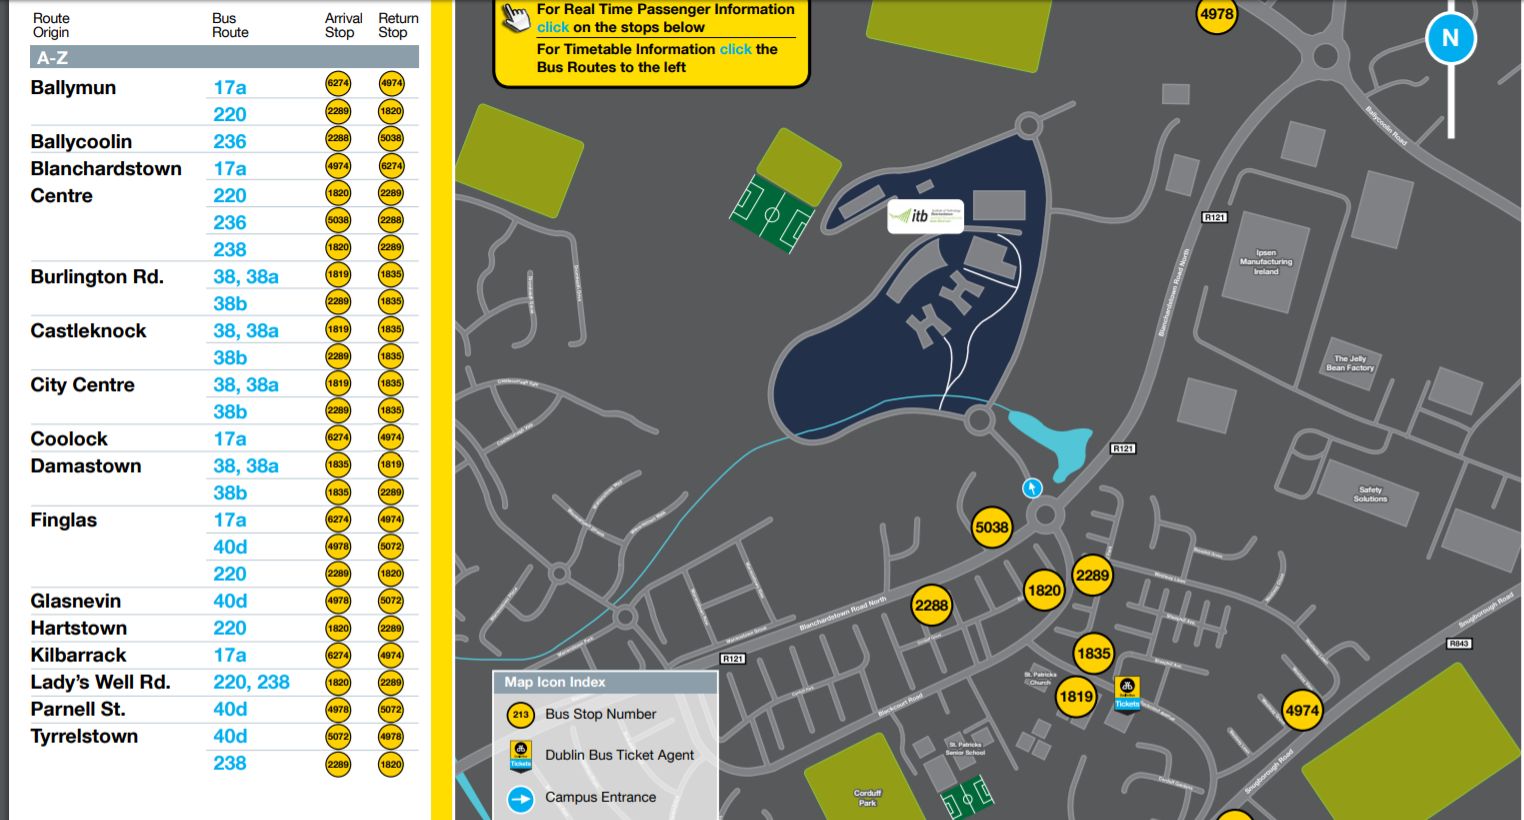 Route Bus Arrival Return
Origin Route Stop Stop
A-Z
Ballymun 17a 6274 4974
220 2289 1820
Ballycoolin 236 2288 5038
Blanchardstown 17a 4974 6274
Centre 220 1820 2289
236 5038 2288
238 1820 2289
Burlington Rd. 38, 38a 1819 1835
38b 2289 1835
Castleknock 38, 38a 1819 1835
38b 2289 1835
City Centre 38, 38a 1819 1835
38b 2289 1835
Coolock 17a 6274 4974
Damastown 38, 38a 1835 1819
38b 1835 2289
Finglas 17a 6274 4974
40d 4978 5072
220 2289 1820
Glasnevin 40d 4978 5072
Hartstown 220 1820 2289
Kilbarrack 17a 6274 4974
Lady's Well Rd. 220, 238 1820 2289
Parnell St. 40d 4978 5072
Tyrrelstown 40d 5072 4978
238 2289 1820
For Real Time Passenger Information
click on the stops below
For Timetable Information click the
Bus Routes to the left
4978
N
Ballycoolin Road
itb
R121
Ipsen
Manufacturing
Ireland
Blanchardstown Road North
The Jelly
Bean Factory
R121
Safety
Solutions
5038
2289
1820
2288
Blanchardstown Road North
Snugborough Road
R843
R121
1835
St. Patricks
Church
1819
Tickets
4974
Blackcourt Road
St. Patricks
Senior School
Snugborough Road
Corduff
Park
Map Icon Index
213 Bus Stop Number
Tickets Dublin Bus Ticket Agent
Campus Entrance